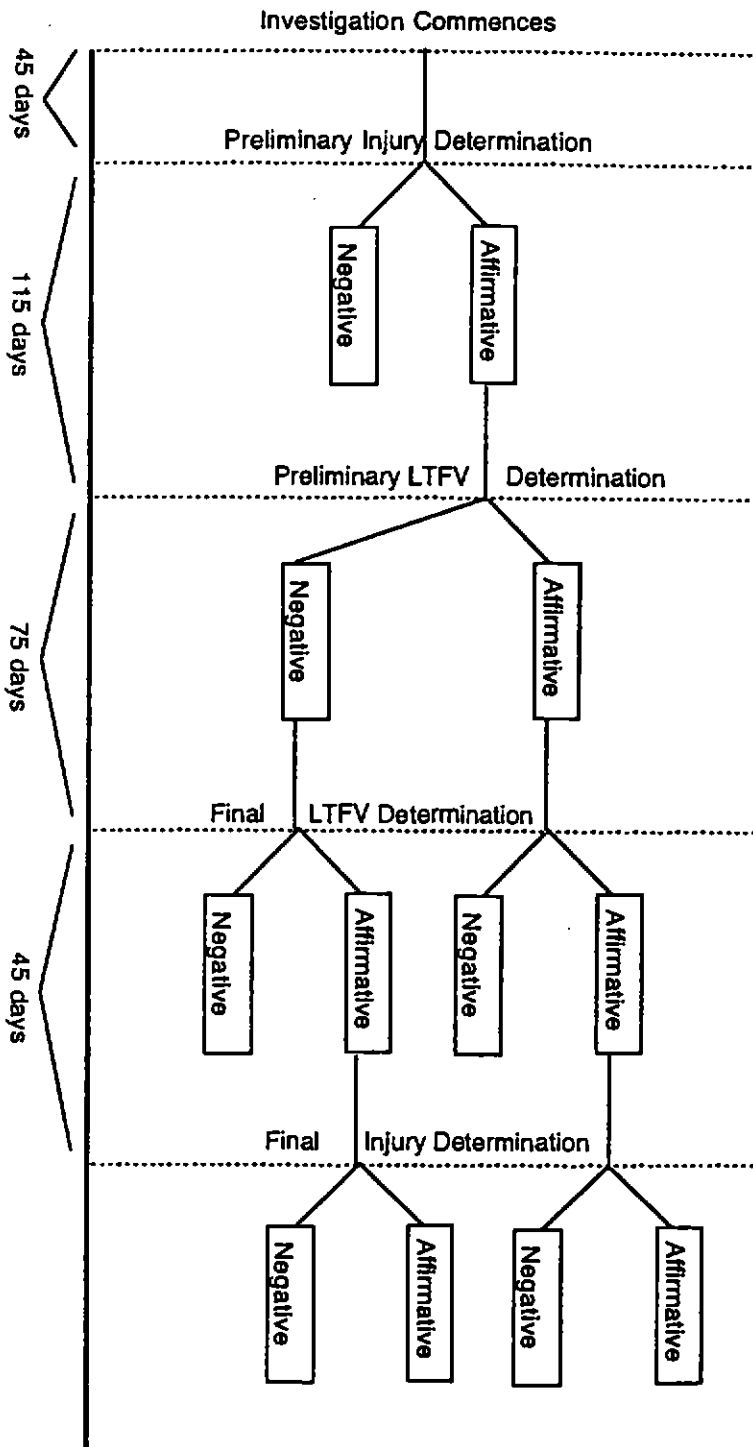 Investigation Commences
45 days
Preliminary Injury Determination
Negative
Affirmative
115 days
Preliminary LTFV Determination
Negative
Affirmative
75 days
Final LTFV Determination
Negative
Affirmative
Negative
Affirmative
45 days
Final Injury Determination
Negative
Affirmative
Negative
Affirmative